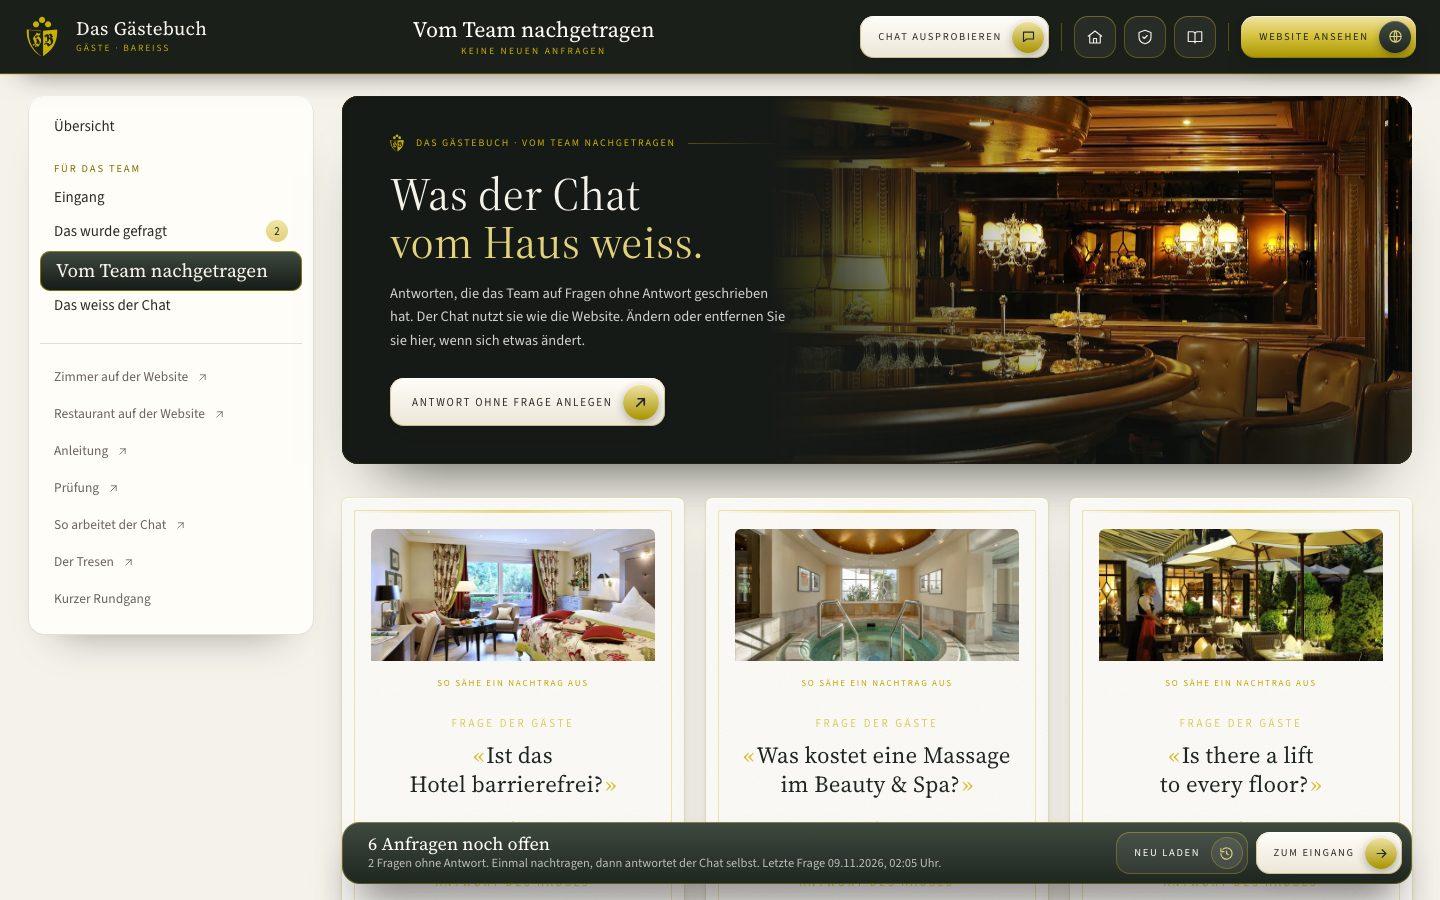 Das Gästebuch
GÄSTE · BAREISS
Vom Team nachgetragen
KEINE NEUEN ANFRAGEN
CHAT AUSPROBIEREN
WEBSITE ANSEHEN
Übersicht
FÜR DAS TEAM
Eingang
Das wurde gefragt
2
Vom Team nachgetragen
Das weiss der Chat
Zimmer auf der Website
Restaurant auf der Website
Anleitung
Prüfung
So arbeitet der Chat
Der Tresen
Kurzer Rundgang
DAS GÄSTEBUCH · VOM TEAM NACHGETRAGEN
Was der Chat
vom Haus weiss.
Antworten, die das Team auf Fragen ohne Antwort geschrieben
hat. Der Chat nutzt sie wie die Website. Ändern oder entfernen Sie
sie hier, wenn sich etwas ändert.
ANTWORT OHNE FRAGE ANLEGEN
SO SÄHE EIN NACHTRAG AUS
FRAGE DER GÄSTE
«Ist das
Hotel barrierefrei?»
SO SÄHE EIN NACHTRAG AUS
FRAGE DER GÄSTE
«Was kostet eine Massage
im Beauty & Spa?»
SO SÄHE EIN NACHTRAG AUS
FRAGE DER GÄSTE
«Is there a lift
to every floor?»
6 Anfragen noch offen
2 Fragen ohne Antwort. Einmal nachtragen, dann antwortet der Chat selbst. Letzte Frage 09.11.2026, 02:05 Uhr.
NEU LADEN
ZUM EINGANG